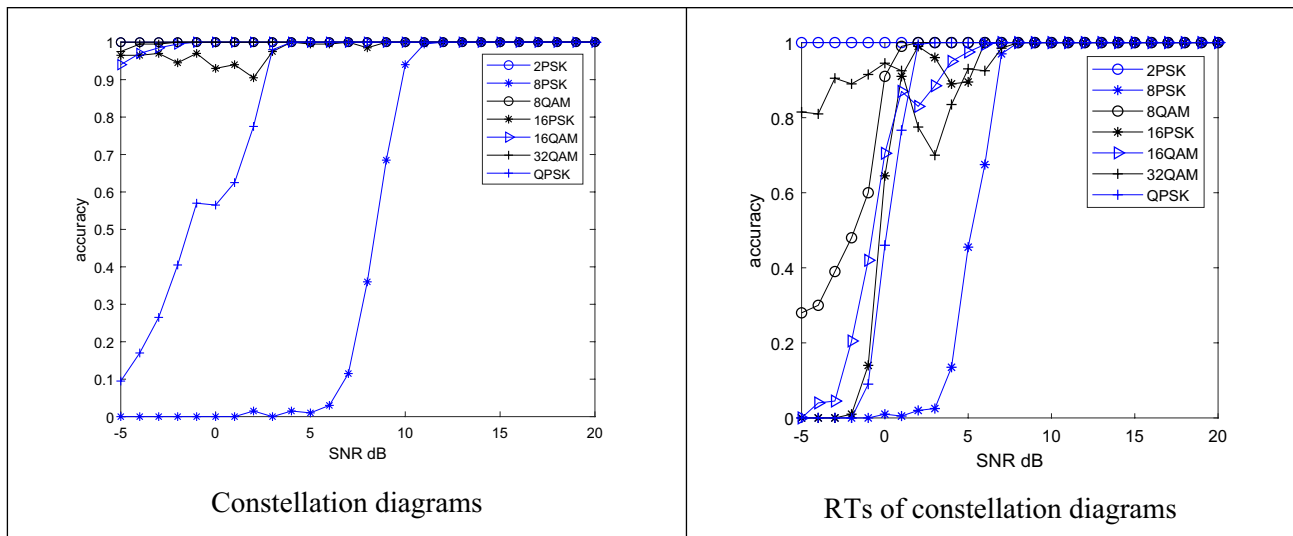 1
0.9
0.8
0.7
0.6
0.5
0.4
0.3
0.2
0.1
0
accuracy
-5
0
5
10
15
20
SNR dB
2PSK
8PSK
8QAM
16PSK
16QAM
32QAM
QPSK
Constellation diagrams
1
0.8
0.6
0.4
0.2
0
accuracy
-5
0
5
10
15
20
SNR dB
2PSK
8PSK
8QAM
16PSK
16QAM
32QAM
QPSK
RTs of constellation diagrams